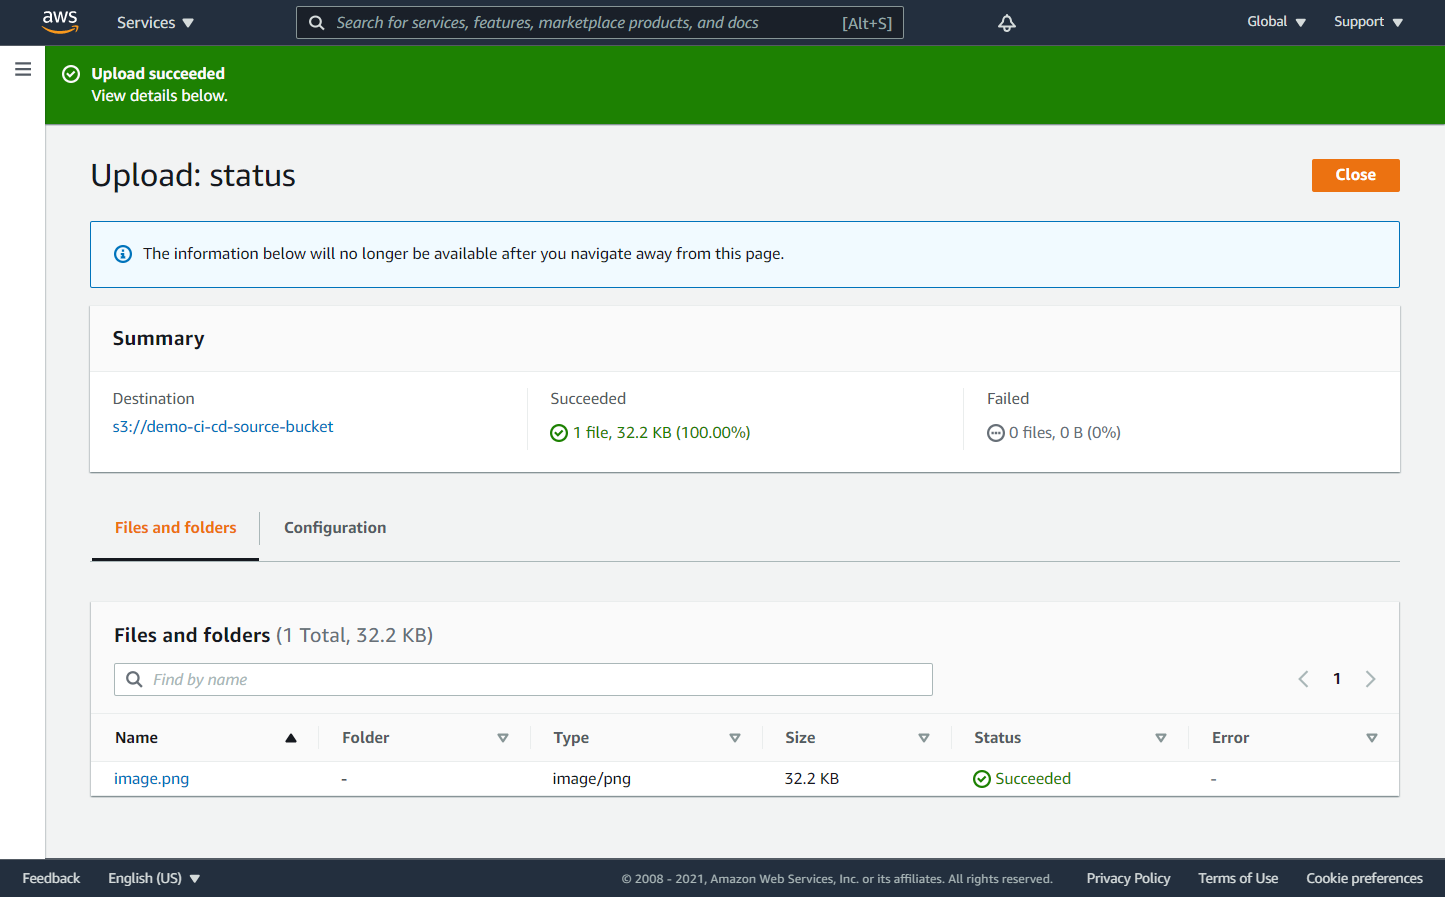 aws Services Search for services, features, marketplace products, and docs [Alt+S] Global Support
Upload succeeded
View details below.
Upload: status
Close
The information below will no longer be available after you navigate away from this page.
Summary
Destination Succeeded Failed
s3://demo-ci-cd-source-bucket 1 file, 32.2 KB (100.00%) 0 files, 0 B (0%)
Files and folders Configuration
Files and folders (1 Total, 32.2 KB)
Find by name 1
Name Folder Type Size Status Error
image.png - image/png 32.2 KB Succeeded -
Feedback English (US) © 2008 - 2021, Amazon Web Services, Inc. or its affiliates. All rights reserved. Privacy Policy Terms of Use Cookie preferences